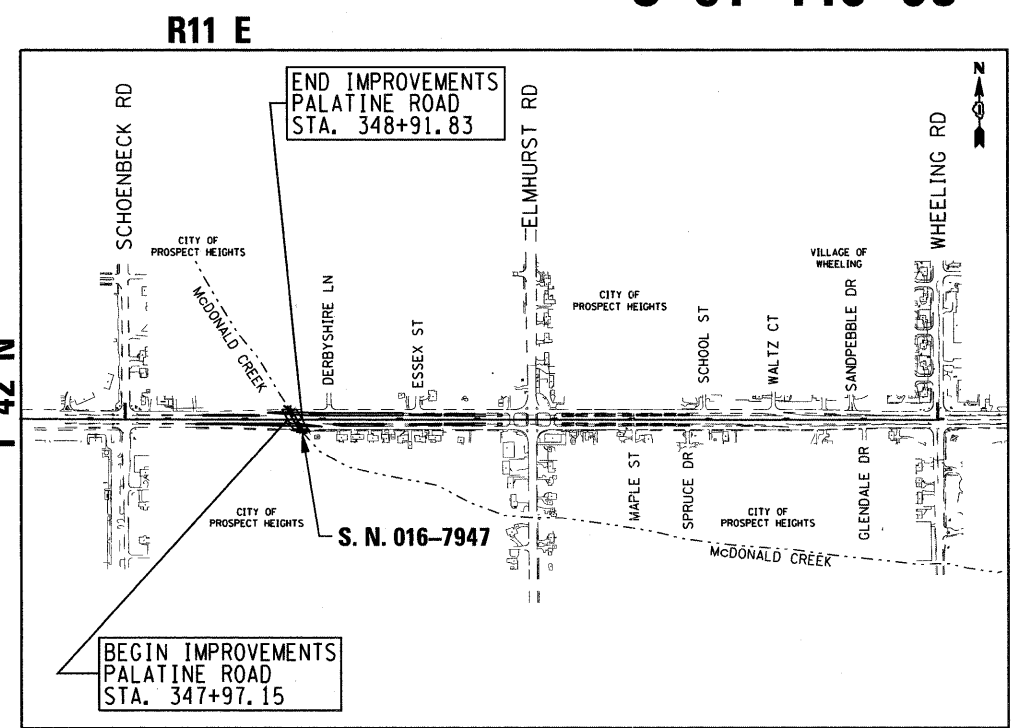 R11 E
N
END IMPROVEMENTS
PALATINE ROAD
STA. 348+91.83
SCHOENBECK RD
ELMHURST RD
WHEELING RD
CITY OF
PROSPECT HEIGHTS
McDONALD CREEK
DERBYSHIRE LN
ESSEX ST
CITY OF
PROSPECT HEIGHTS
VILLAGE OF
WHEELING
SCHOOL ST
WALTZ CT
SANDPEBBLE DR
42 N
CITY OF
PROSPECT HEIGHTS
S. N. 016-7947
MAPLE ST
SPRUCE DR
CITY OF
PROSPECT HEIGHTS
GLENDALE DR
McDONALD CREEK
BEGIN IMPROVEMENTS
PALATINE ROAD
STA. 347+97.15